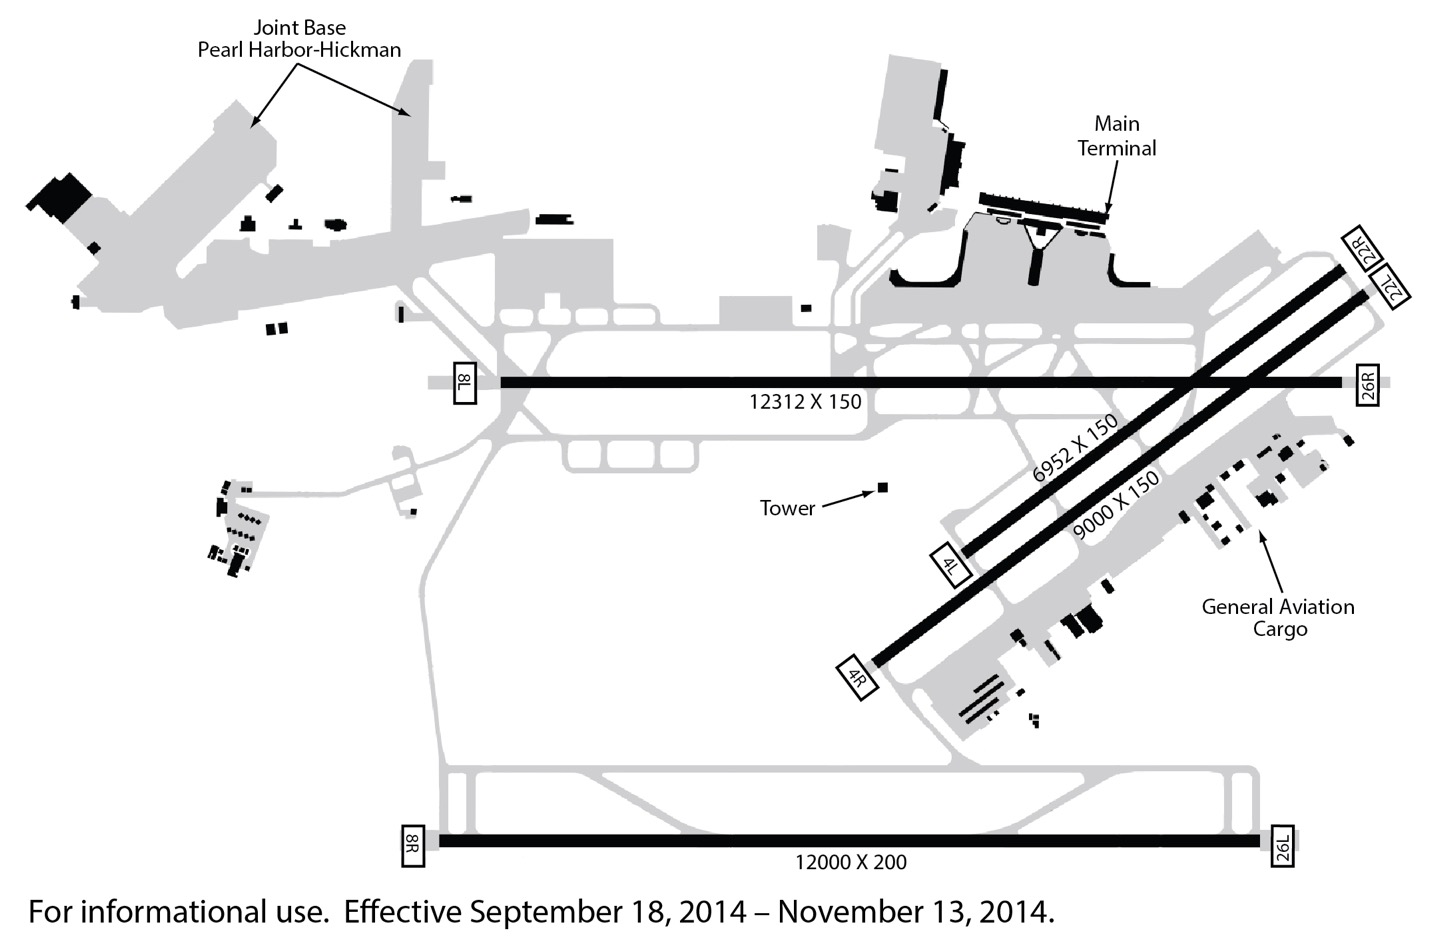 Joint Base
Pearl Harbor-Hickman
Main
Terminal
22R
22L
8L
12312 X 150
26R
6952 X 150
9000 X 150
Tower
4L
General Aviation
Cargo
4R
8R
26L
12000 X 200
For informational use.  Effective September 18, 2014 – November 13, 2014.